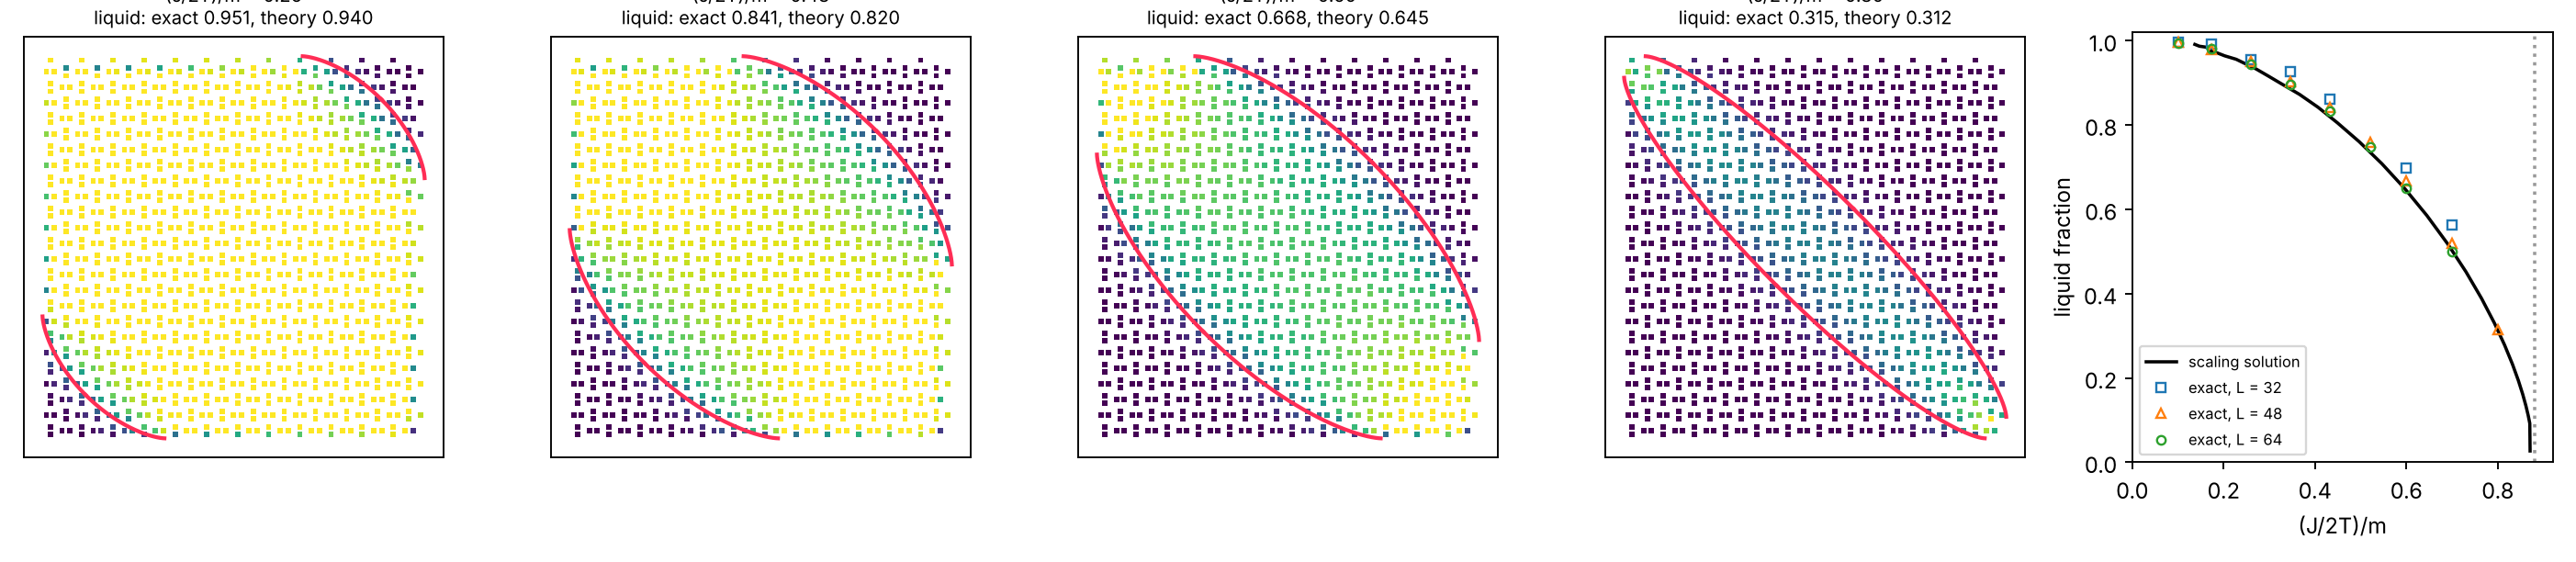 liquid: exact 0.951, theory 0.940
liquid: exact 0.841, theory 0.820
liquid: exact 0.668, theory 0.645
liquid: exact 0.315, theory 0.312
1.0
0.8
0.6
0.4
0.2
0.0
liquid fraction
scaling solution
exact, L = 32
exact, L = 48
exact, L = 64
0.0 0.2 0.4 0.6 0.8
(J/2T)/m